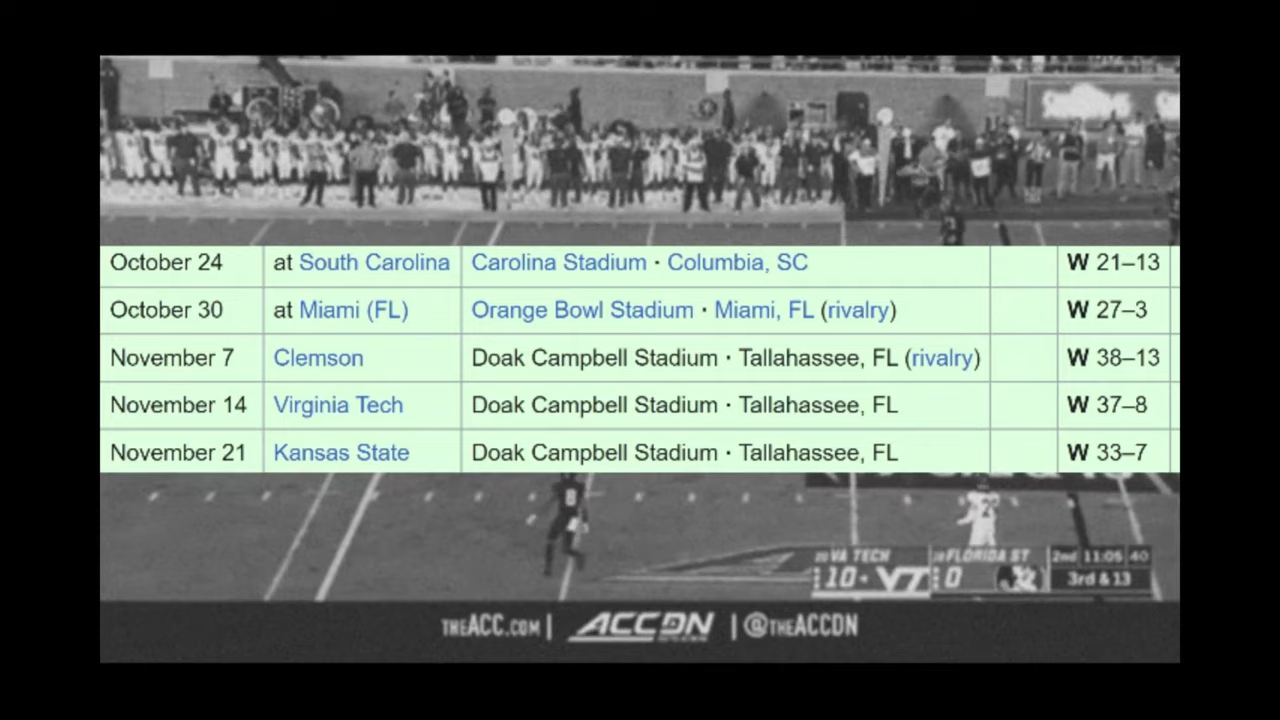 October 24 at South Carolina Carolina Stadium · Columbia, SC W 21–13
October 30 at Miami (FL) Orange Bowl Stadium · Miami, FL (rivalry) W 27–3
November 7 Clemson Doak Campbell Stadium · Tallahassee, FL (rivalry) W 38–13
November 14 Virginia Tech Doak Campbell Stadium · Tallahassee, FL W 37–8
November 21 Kansas State Doak Campbell Stadium · Tallahassee, FL W 33–7
8
VA TECH FLORIDA ST 2nd 11:05 40
10 VT 0 3rd & 13
THEACC.COM | ACCDN | @THEACCDN